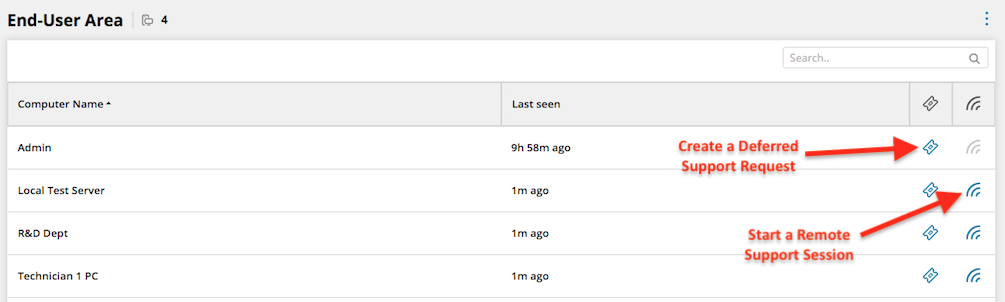 End-User Area 4
Search..
Computer Name Last seen
Admin 9h 58m ago
Create a Deferred
Support Request
Local Test Server 1m ago
R&D Dept 1m ago
Start a Remote
Support Session
Technician 1 PC 1m ago